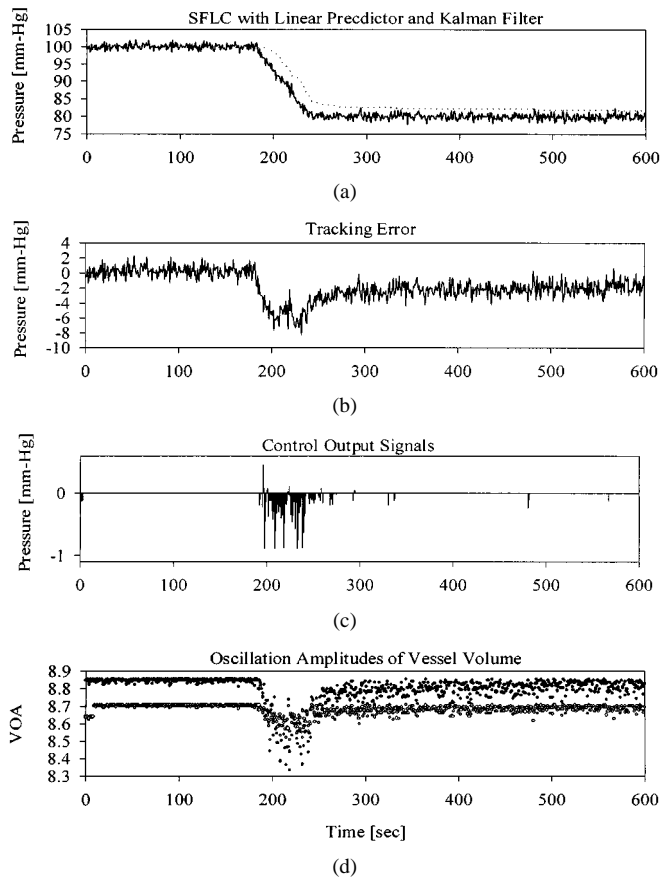 SFLC with Linear Precdictor and Kalman Filter
Pressure [mm-Hg]
105
100
95
90
85
80
75
0 100 200 300 400 500 600
(a)
Tracking Error
Pressure [mm-Hg]
4
2
0
-2
-4
-6
-8
-10
0 100 200 300 400 500 600
(b)
Control Output Signals
Pressure [mm-Hg]
0
-1
0 100 200 300 400 500 600
(c)
Oscillation Amplitudes of Vessel Volume
VOA
8.9
8.8
8.7
8.6
8.5
8.4
8.3
0 100 200 300 400 500 600
Time [sec]
(d)